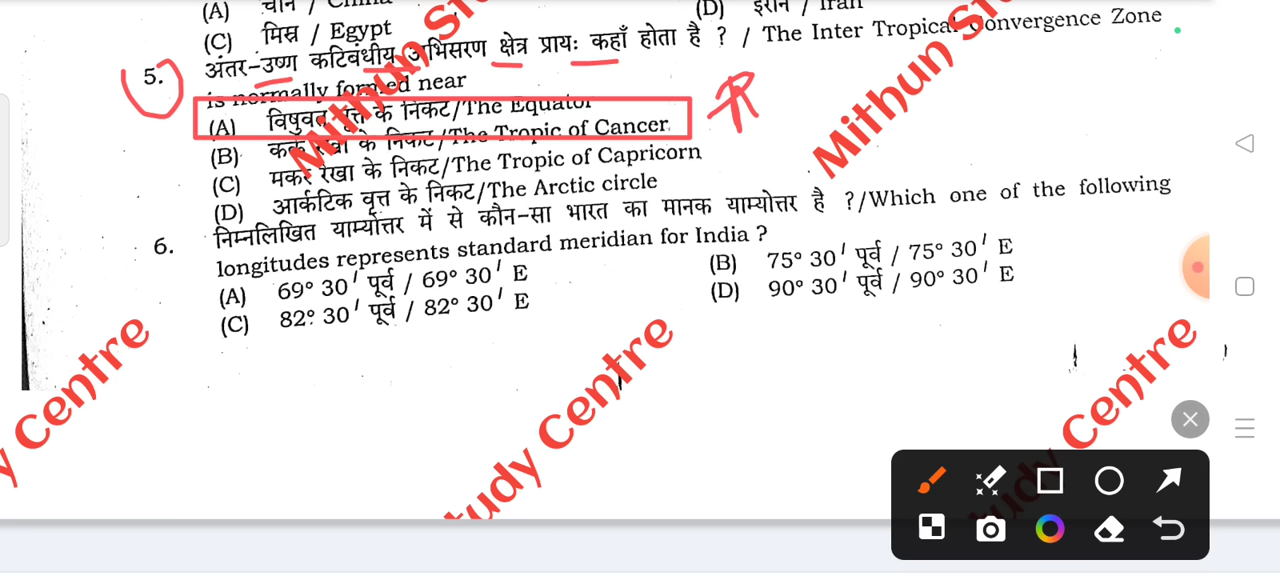 (A) चीन / China
(D) ईरान / Iran
(C) मिस्र / Egypt
5. अंतर-उष्ण कटिबंधीय अभिसरण क्षेत्र प्रायः कहाँ होता है ? / The Inter Tropical Convergence Zone
is normally formed near
(A) विषुवत् वृत्त के निकट/The Equator
(B) कर्क रेखा के निकट/The Tropic of Cancer
(C) मकर रेखा के निकट/The Tropic of Capricorn
(D) आर्कटिक वृत्त के निकट/The Arctic circle
6. निम्नलिखित याम्योत्तर में से कौन-सा भारत का मानक याम्योत्तर है ?/Which one of the following
longitudes represents standard meridian for India ?
(A) 69° 30′ पूर्व / 69° 30′ E
(B) 75° 30′ पूर्व / 75° 30′ E
(C) 82° 30′ पूर्व / 82° 30′ E
(D) 90° 30′ पूर्व / 90° 30′ E
Mithun St
Mithun Stu
y Centre
tudy Centre
Centre